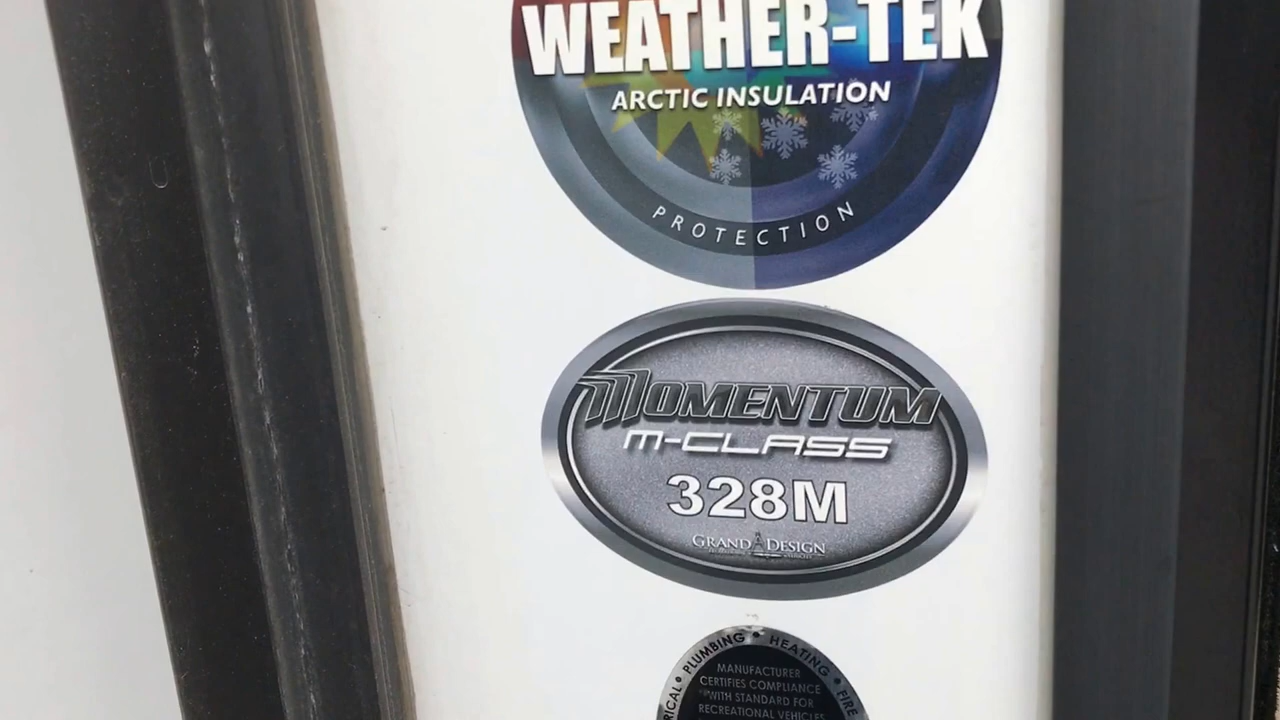 WEATHER-TEK
ARCTIC INSULATION
PROTECTION
MOMENTUM
M-CLASS
328M
GRAND DESIGN
PLUMBING • HEATING • FIRE
MANUFACTURER
CERTIFIES COMPLIANCE
WITH STANDARD FOR
RECREATIONAL VEHICLES